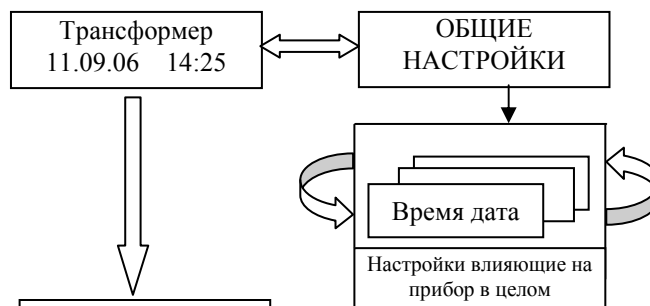 Трансформер
11.09.06 14:25
ОБЩИЕ
НАСТРОЙКИ
Время дата
Настройки влияющие на
прибор в целом